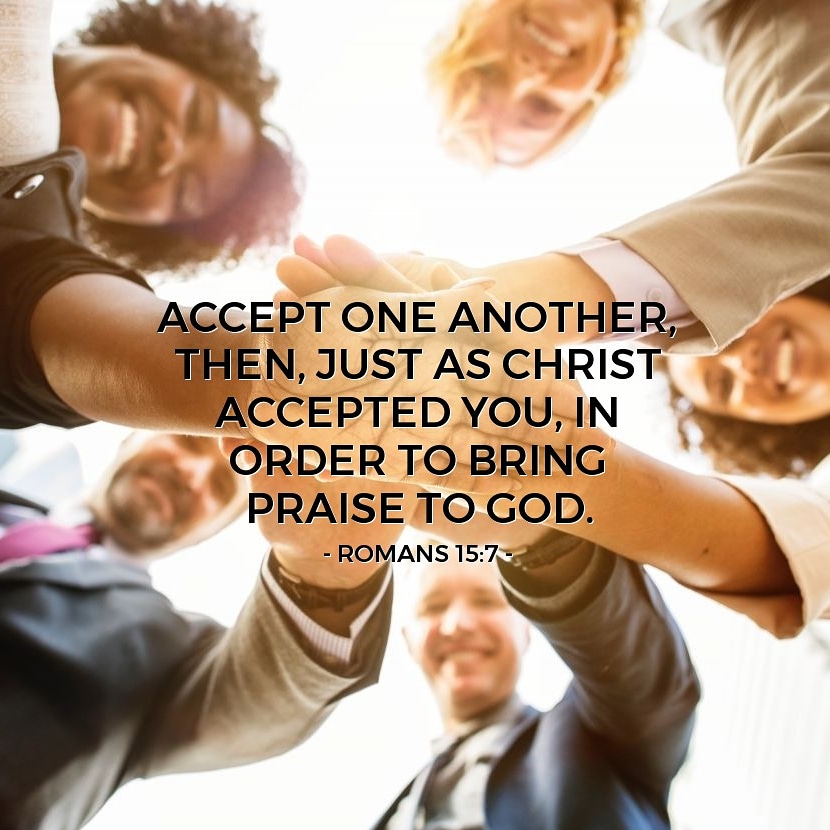 ACCEPT ONE ANOTHER,
THEN, JUST AS CHRIST
ACCEPTED YOU, IN
ORDER TO BRING
PRAISE TO GOD.
- ROMANS 15:7 -